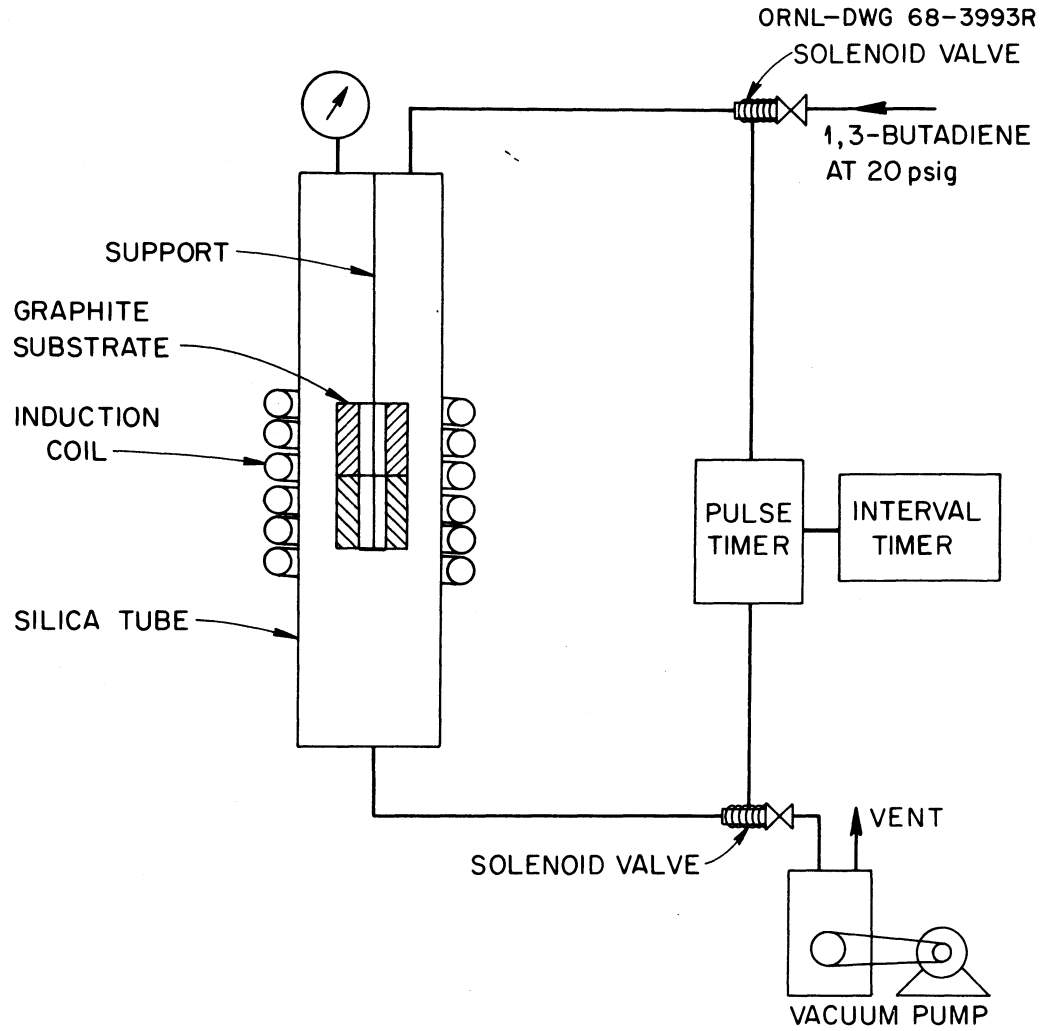 ORNL-DWG 68-3993R
SOLENOID VALVE
1,3-BUTADIENE
AT 20 psig
SUPPORT
GRAPHITE
SUBSTRATE
INDUCTION
COIL
PULSE
TIMER
INTERVAL
TIMER
SILICA TUBE
VENT
SOLENOID VALVE
VACUUM PUMP